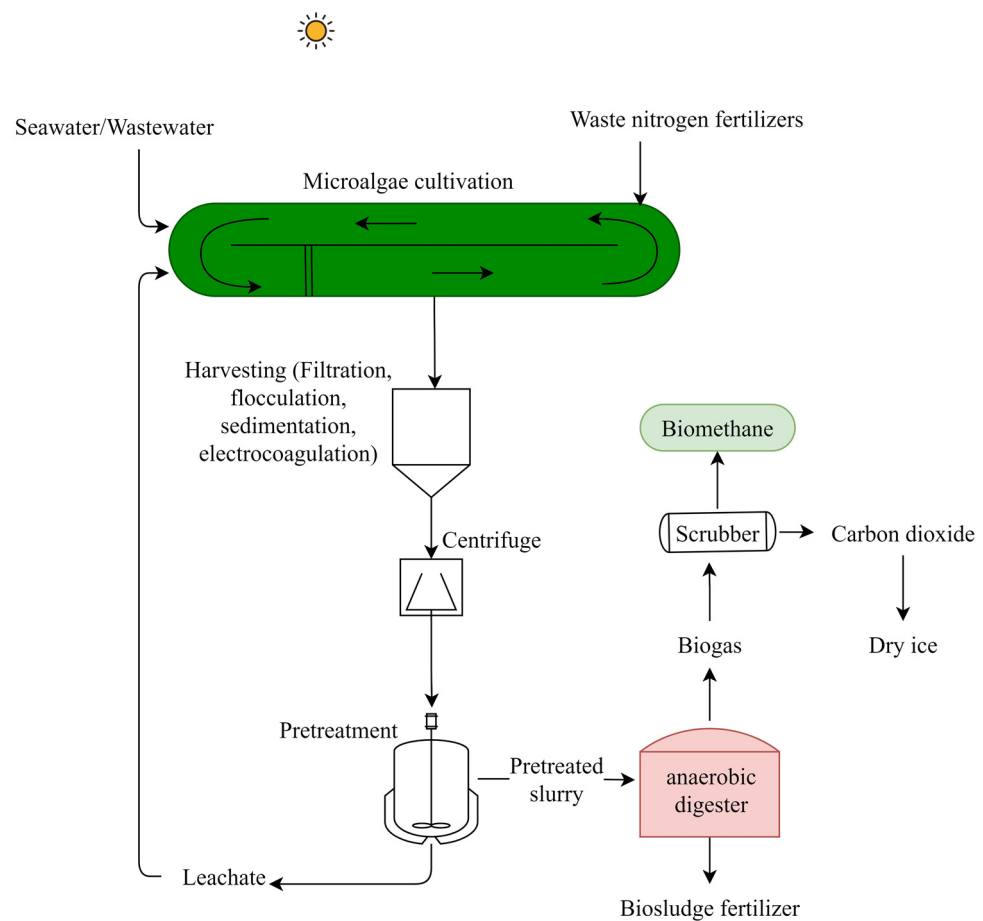 Seawater/Wastewater
Waste nitrogen fertilizers
Microalgae cultivation
Harvesting (Filtration,
flocculation,
sedimentation,
electrocoagulation)
Biomethane
Centrifuge
Scrubber
Carbon dioxide
Biogas
Dry ice
Pretreatment
Pretreated
slurry
anaerobic
digester
Leachate
Biosludge fertilizer